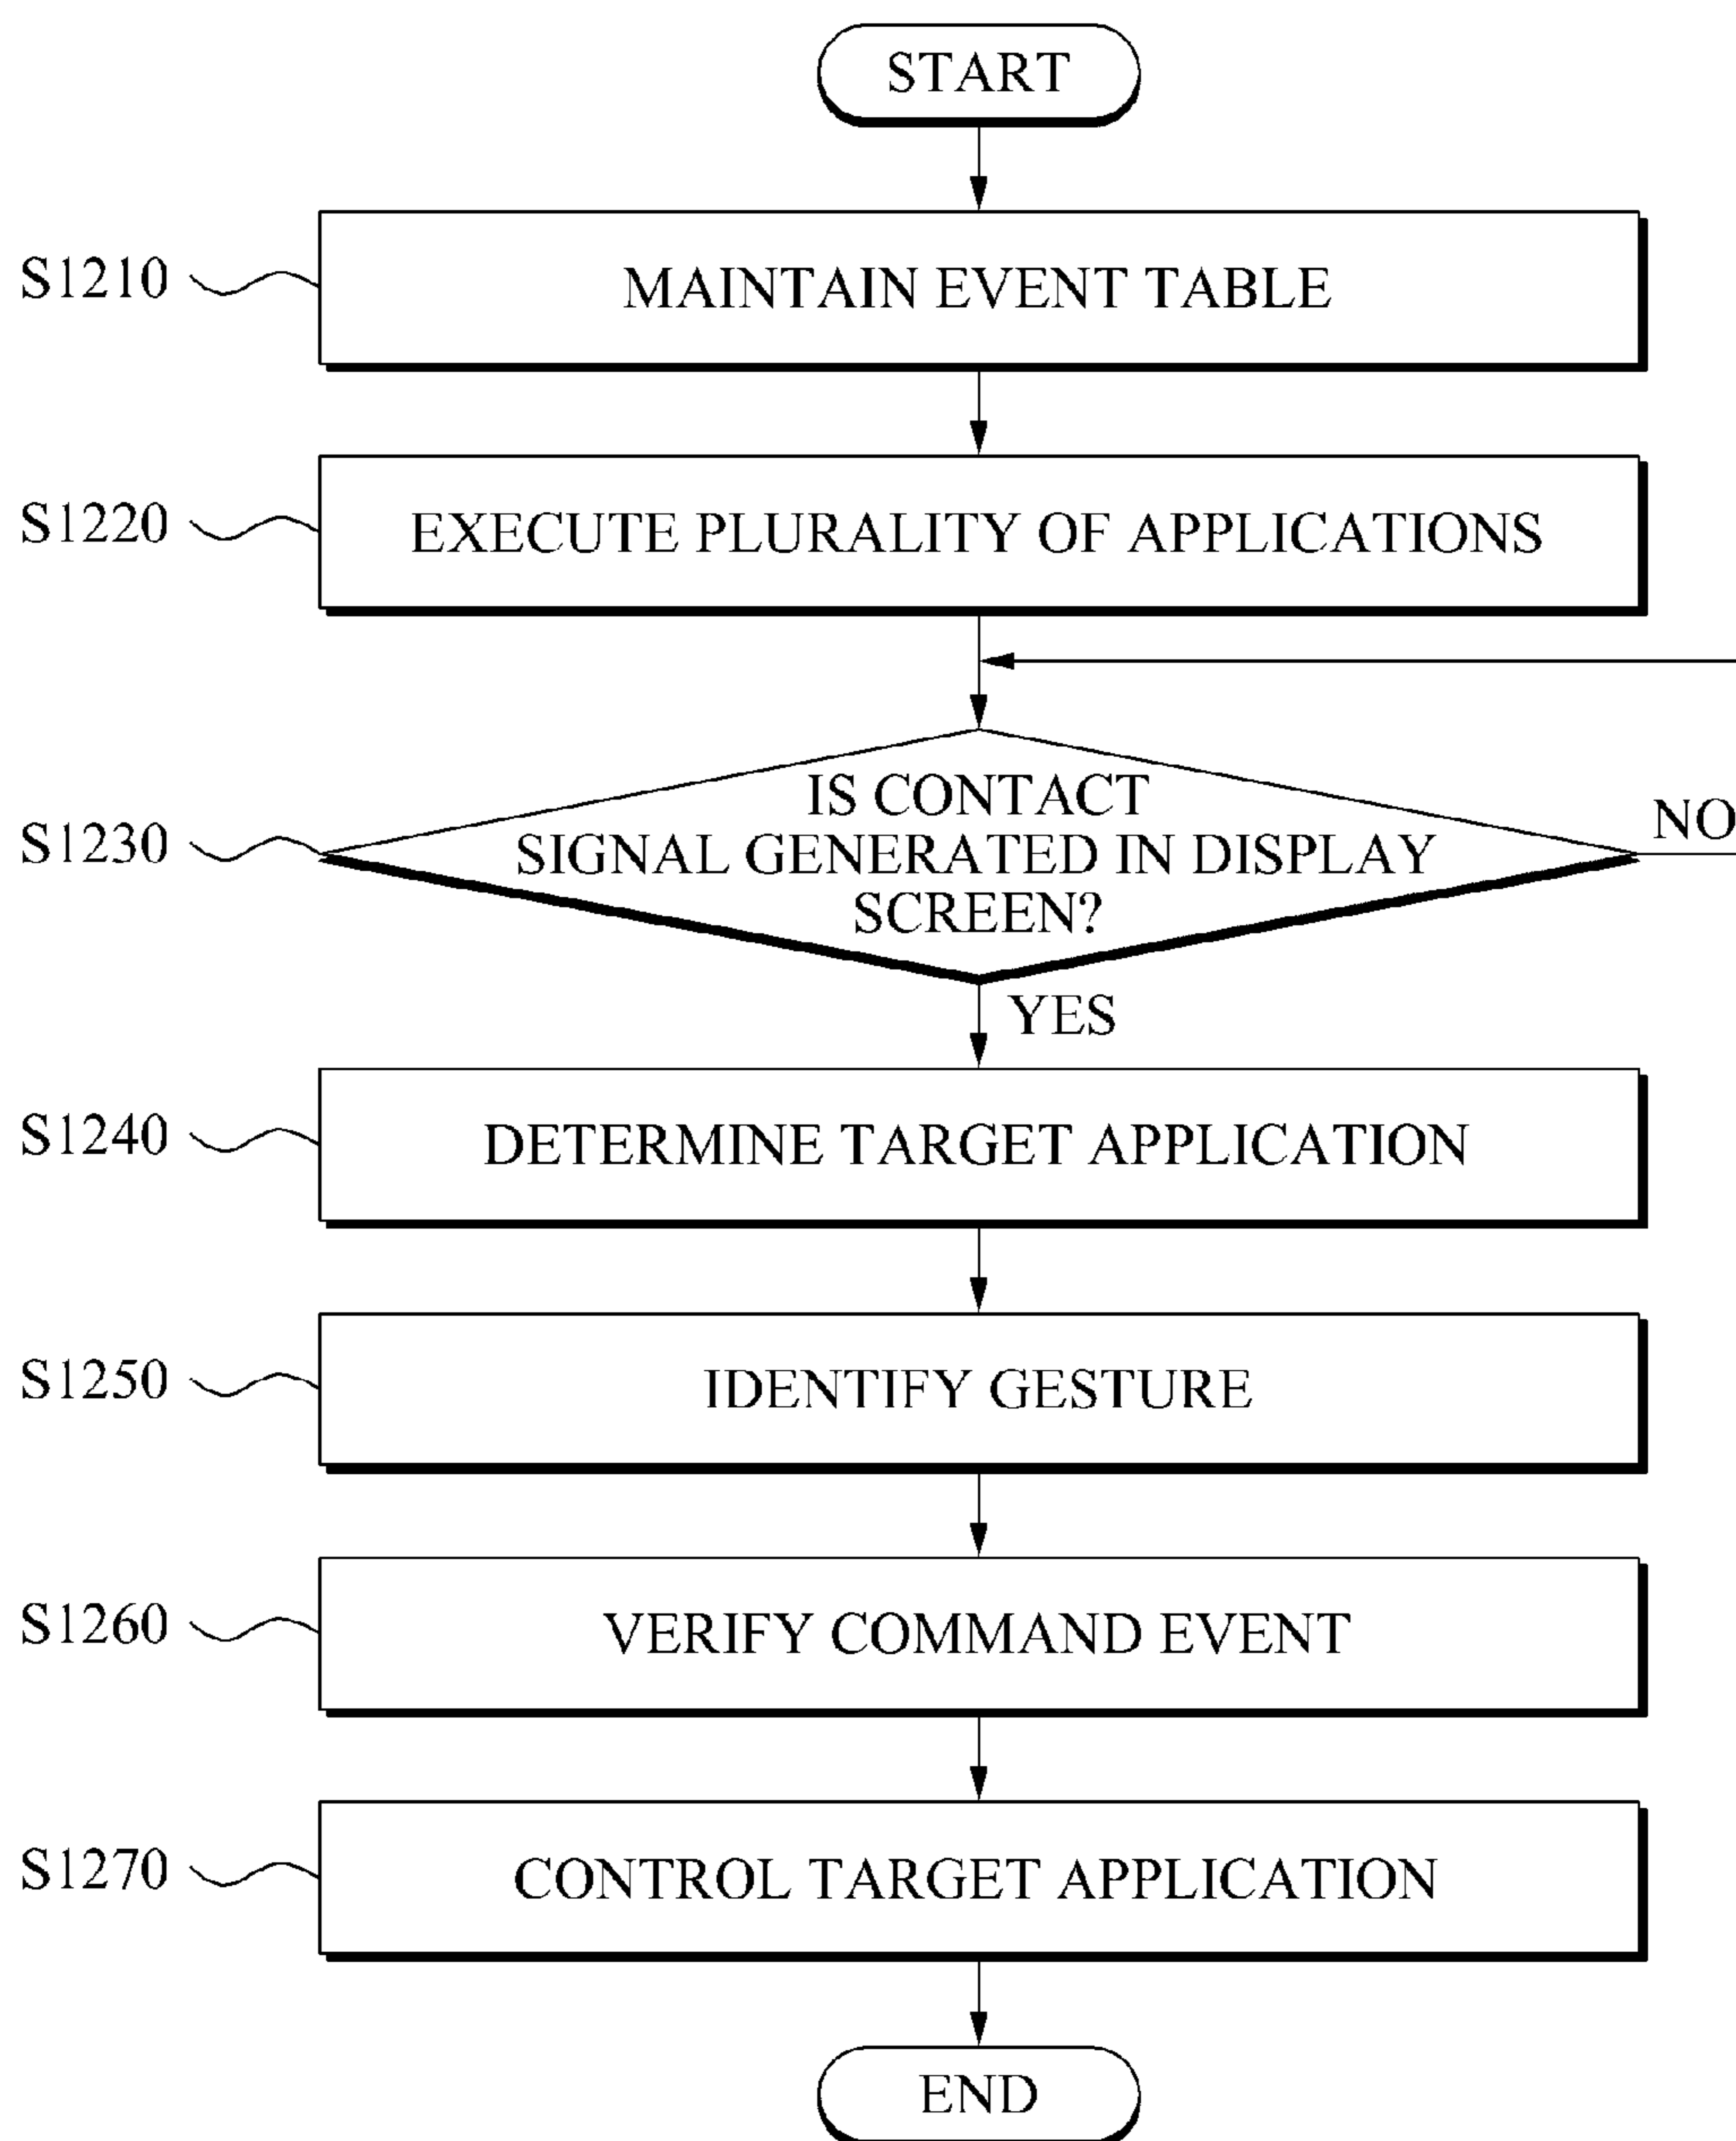 START
S1210
MAINTAIN EVENT TABLE
S1220
EXECUTE PLURALITY OF APPLICATIONS
S1230
IS CONTACT
SIGNAL GENERATED IN DISPLAY
SCREEN?
NO
YES
S1240
DETERMINE TARGET APPLICATION
S1250
IDENTIFY GESTURE
S1260
VERIFY COMMAND EVENT
S1270
CONTROL TARGET APPLICATION
END